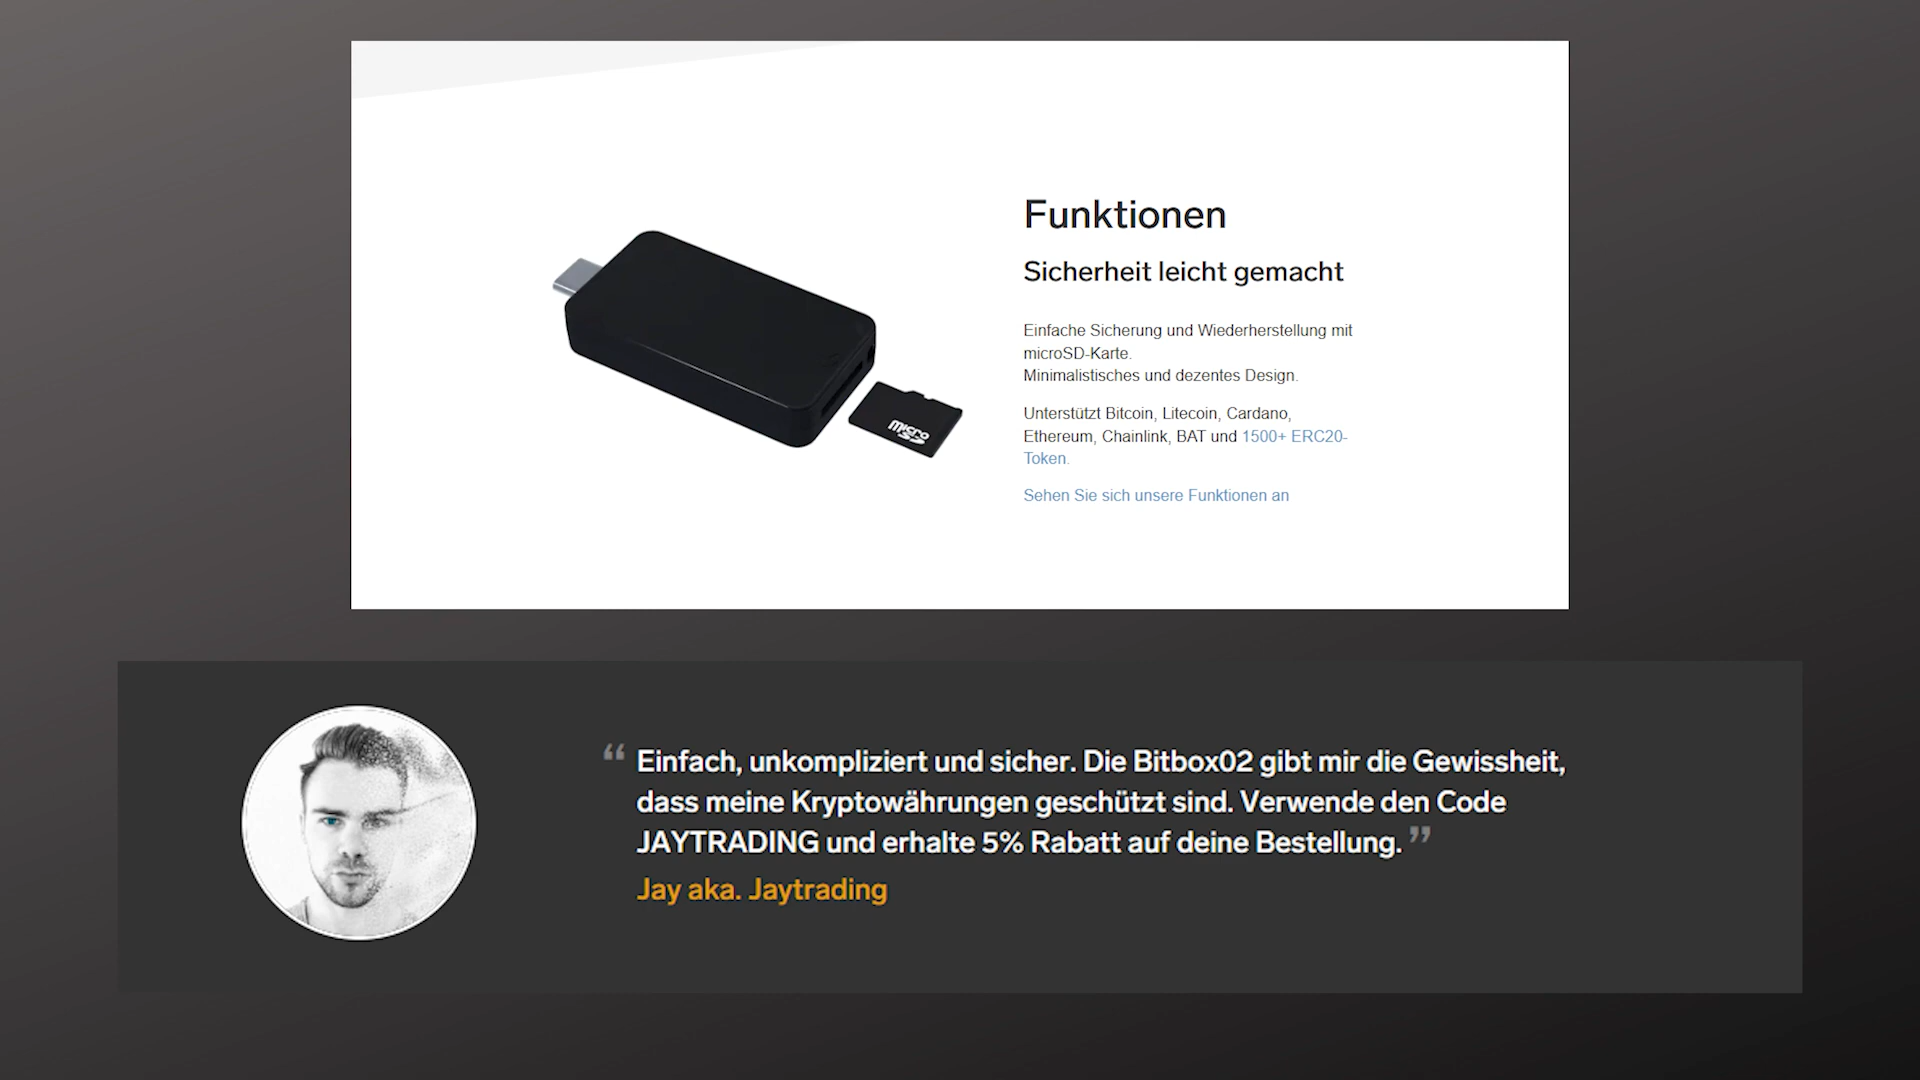 Funktionen
Sicherheit leicht gemacht
Einfache Sicherung und Wiederherstellung mit
microSD-Karte.
Minimalistisches und dezentes Design.
Unterstützt Bitcoin, Litecoin, Cardano,
Ethereum, Chainlink, BAT und 1500+ ERC20-
Token.
Sehen Sie sich unsere Funktionen an
micro
SD
“ Einfach, unkompliziert und sicher. Die Bitbox02 gibt mir die Gewissheit,
dass meine Kryptowährungen geschützt sind. Verwende den Code
JAYTRADING und erhalte 5% Rabatt auf deine Bestellung. ”
Jay aka. Jaytrading